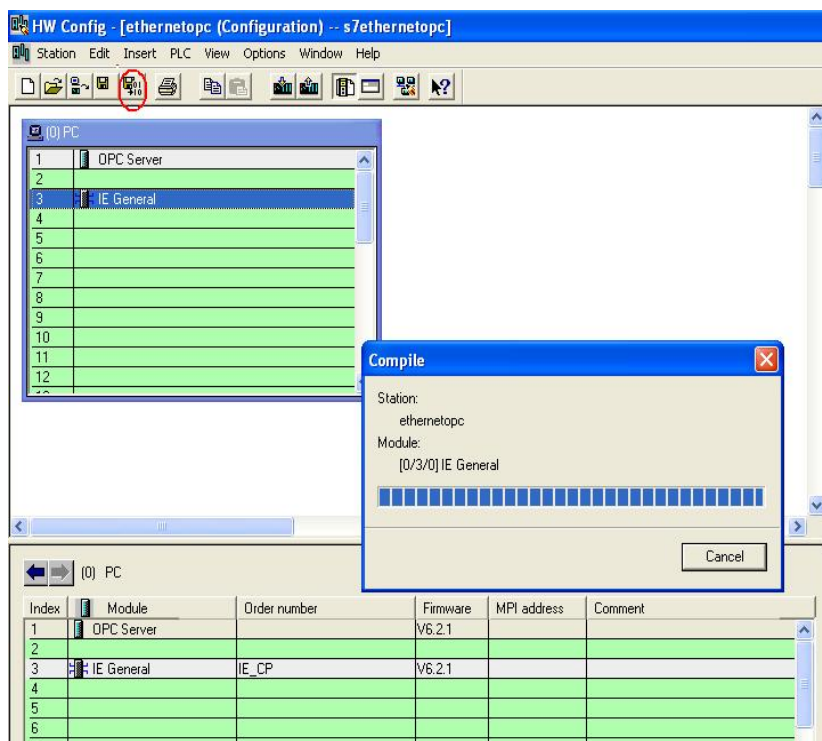 HW Config - [ethernetopc (Configuration) -- s7ethernetopc]
Station Edit Insert PLC View Options Window Help
(0) PC
1 OPC Server
2
3 IE General
4
5
6
7
8
9
10
11
12
Compile
Station:
ethernetopc
Module:
[0/3/0] IE General
Cancel
(0) PC
Index Module Order number Firmware MPI address Comment
1 OPC Server V6.2.1
2
3 IE General IE_CP V6.2.1
4
5
6